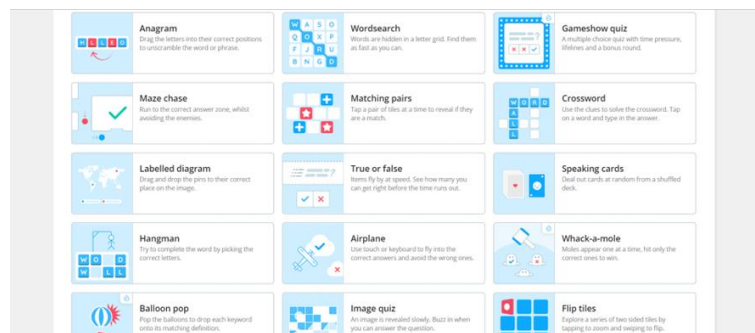 Anagram
Drag the letters into their correct positions
to unscramble the word or phrase.
Wordsearch
Words are hidden in a letter grid. Find them
as fast as you can.
Gameshow quiz
A multiple choice quiz with time pressure,
lifelines and a bonus round.
Maze chase
Run to the correct answer zone, whilst
avoiding the enemies.
Matching pairs
Tap a pair of tiles at a time to reveal if they
are a match.
Crossword
Use the clues to solve the crossword. Tap
on a word and type in the answer.
Labelled diagram
Drag and drop the pins to their correct
place on the image.
True or false
Items fly by at speed. See how many you
can get right before the time runs out.
Speaking cards
Deal out cards at random from a shuffled
deck.
Hangman
Try to complete the word by picking the
correct letters.
Airplane
Use touch or keyboard to fly into the
correct answers and avoid the wrong ones.
Whack-a-mole
Moles appear one at a time, hit only the
correct ones to win.
Balloon pop
Pop the balloons to drop each keyword
onto its matching definition.
Image quiz
An image is revealed slowly. Buzz in when
you can answer the question.
Flip tiles
Explore a series of two sided tiles by
tapping to zoom and swiping to flip.